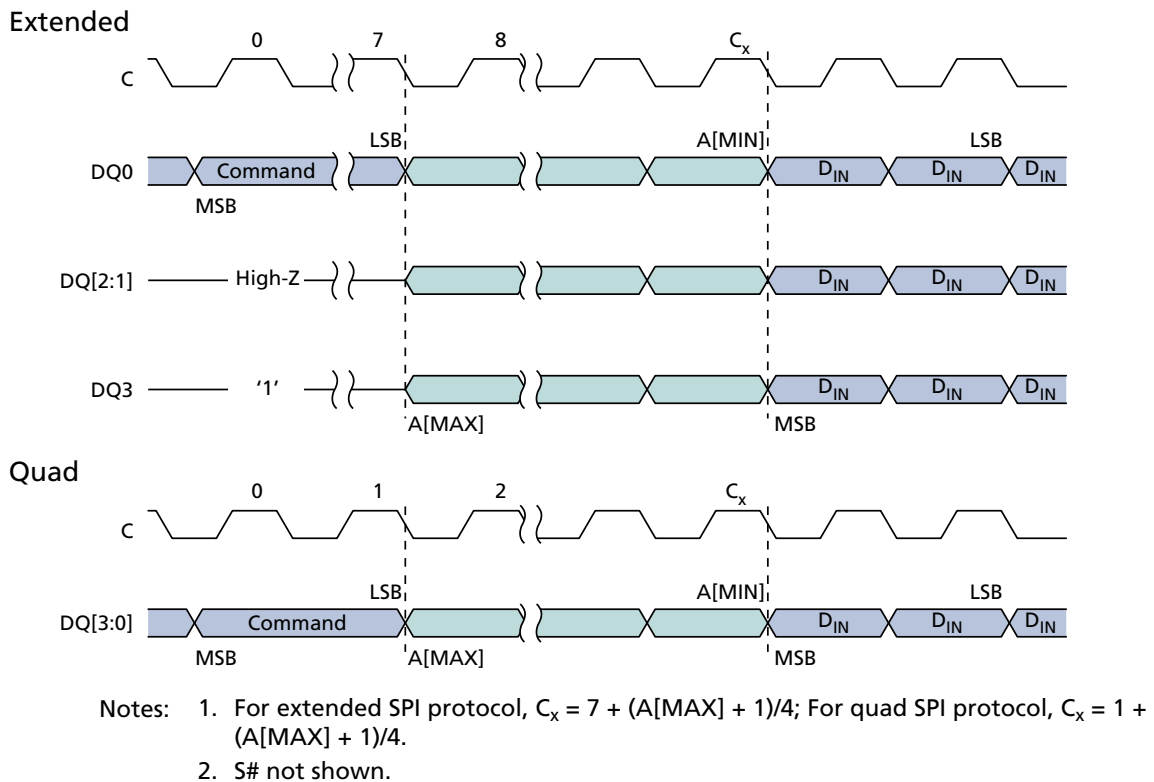 Extended
0 7 8 Cx
C
LSB A[MIN] LSB
DQ0 Command DIN DIN DIN
MSB
DQ[2:1] High-Z DIN DIN DIN
DQ3 '1' DIN DIN DIN
A[MAX] MSB
Quad
0 1 2 Cx
C
LSB A[MIN] LSB
DQ[3:0] Command DIN DIN DIN
MSB A[MAX] MSB
Notes: 1. For extended SPI protocol, Cx = 7 + (A[MAX] + 1)/4; For quad SPI protocol, Cx = 1 +
(A[MAX] + 1)/4.
2. S# not shown.